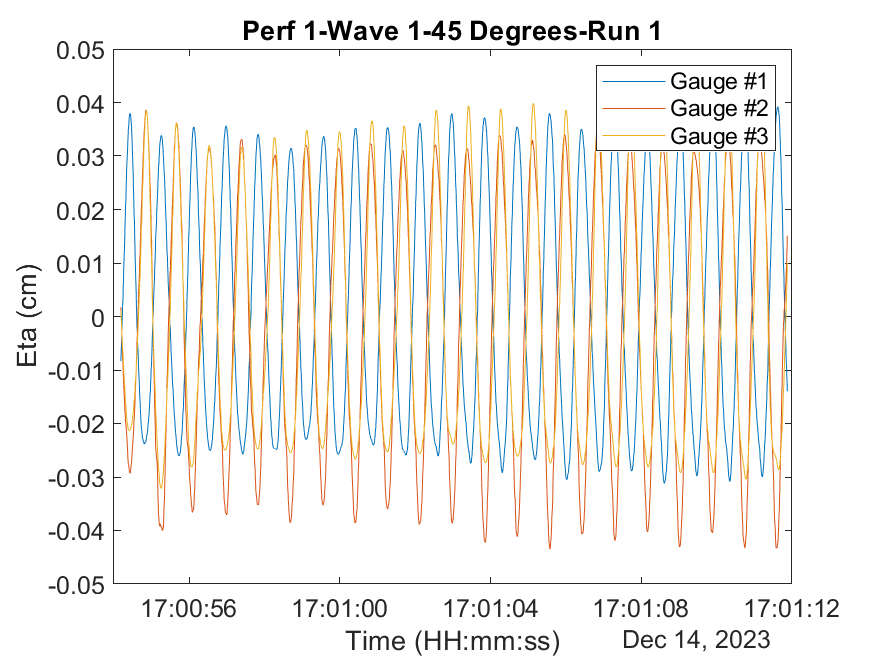 Perf 1-Wave 1-45 Degrees-Run 1
0.05
0.04
0.03
0.02
0.01
0
-0.01
-0.02
-0.03
-0.04
-0.05
Eta (cm)
Gauge #1
Gauge #2
Gauge #3
17:00:56 17:01:00 17:01:04 17:01:08 17:01:12
Time (HH:mm:ss)
Dec 14, 2023